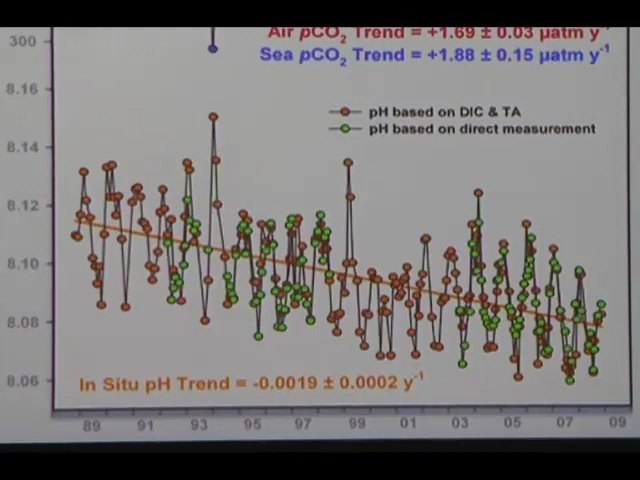 Air pCO2 Trend = +1.69 ± 0.03 µatm y-1
300
Sea pCO2 Trend = +1.88 ± 0.15 µatm y-1
8.16
pH based on DIC & TA
pH based on direct measurement
8.14
8.12
8.10
8.08
8.06
In Situ pH Trend = -0.0019 ± 0.0002 y-1
89 91 93 95 97 99 01 03 05 07 09